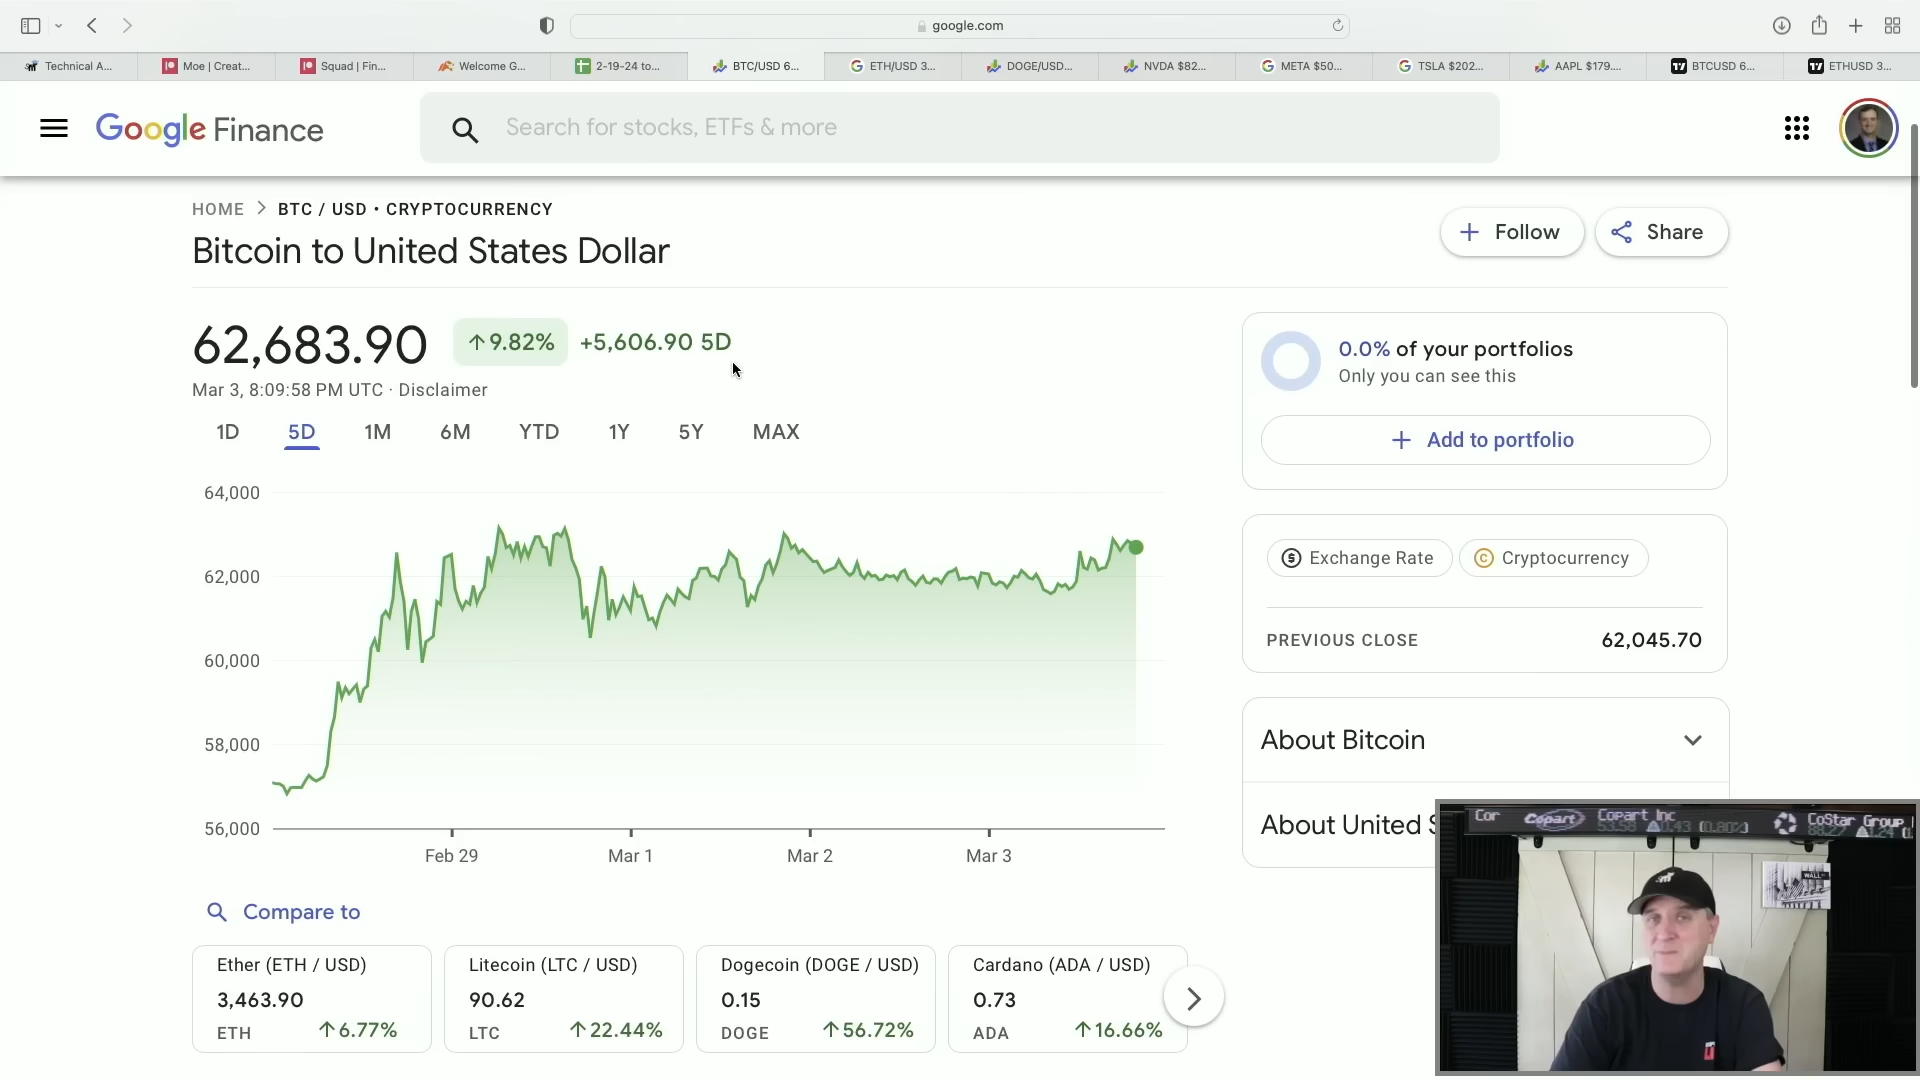 google.com
Technical A...
Moe | Creat...
Squad | Fin...
Welcome G...
2-19-24 to...
BTC/USD 6...
ETH/USD 3...
DOGE/USD...
NVDA $82...
META $50...
TSLA $202...
AAPL $179....
BTCUSD 6...
ETHUSD 3...
Google Finance
Search for stocks, ETFs & more
HOME > BTC / USD • CRYPTOCURRENCY
Bitcoin to United States Dollar
Follow
Share
62,683.90
↑9.82%
+5,606.90 5D
Mar 3, 8:09:58 PM UTC · Disclaimer
1D 5D 1M 6M YTD 1Y 5Y MAX
64,000
62,000
60,000
58,000
56,000
Feb 29
Mar 1
Mar 2
Mar 3
0.0% of your portfolios
Only you can see this
+ Add to portfolio
Exchange Rate
Cryptocurrency
PREVIOUS CLOSE 62,045.70
About Bitcoin
About United S
Compare to
Ether (ETH / USD)
3,463.90
ETH ↑6.77%
Litecoin (LTC / USD)
90.62
LTC ↑22.44%
Dogecoin (DOGE / USD)
0.15
DOGE ↑56.72%
Cardano (ADA / USD)
0.73
ADA ↑16.66%
Cor
Copart
Copart Inc
53.58
CoStar Group
WALL